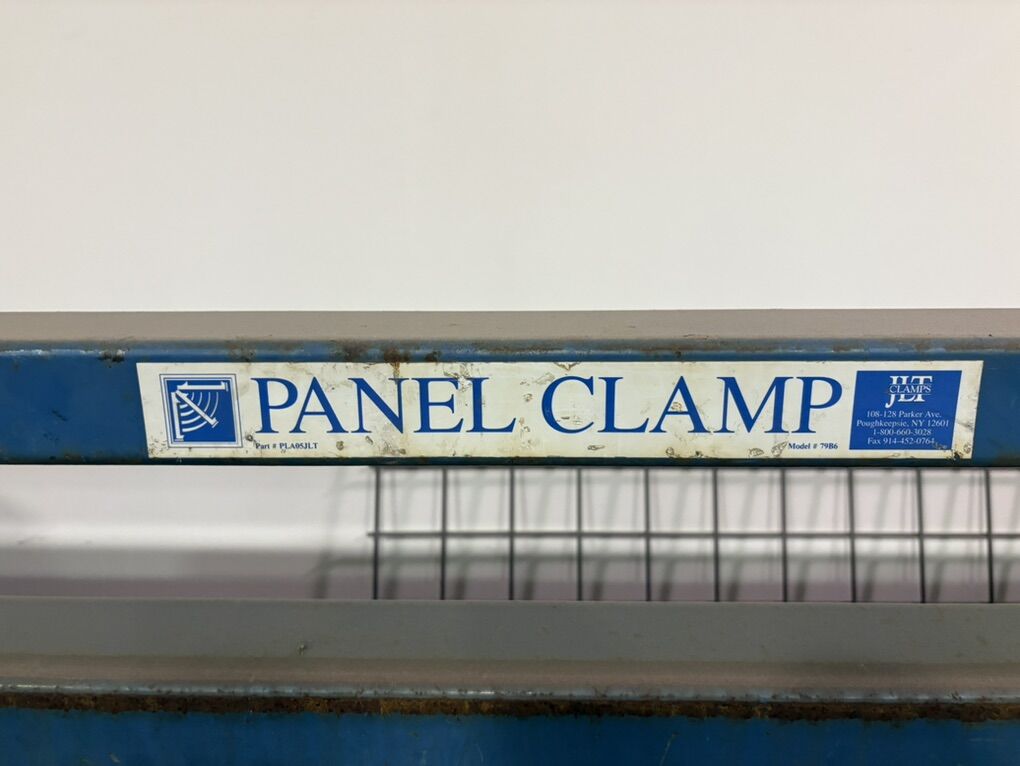 PANEL CLAMP
Part # PLA05JLT
Model # 79B6
JLT
CLAMPS
108-128 Parker Ave.
Poughkeepsie, NY 12601
1-800-660-3028
Fax 914-452-0764